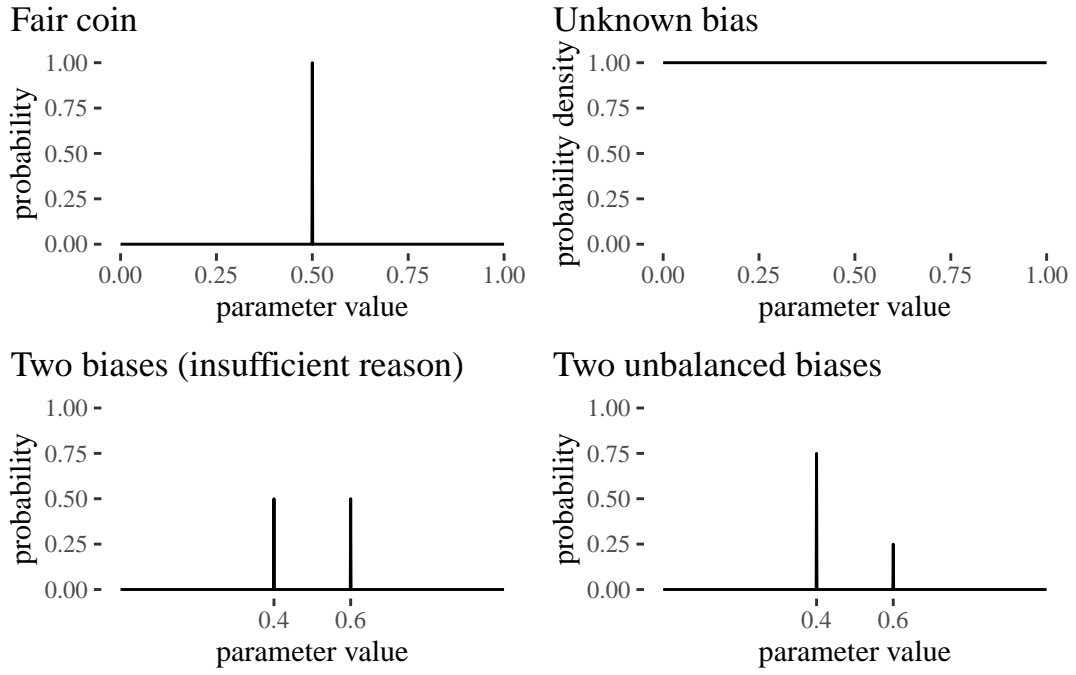 Fair coin
probability
1.00
0.75
0.50
0.25
0.00
0.00 0.25 0.50 0.75 1.00
parameter value
Unknown bias
probability density
1.00
0.75
0.50
0.25
0.00
0.00 0.25 0.50 0.75 1.00
parameter value
Two biases (insufficient reason)
probability
1.00
0.75
0.50
0.25
0.00
0.4 0.6
parameter value
Two unbalanced biases
probability
1.00
0.75
0.50
0.25
0.00
0.4 0.6
parameter value